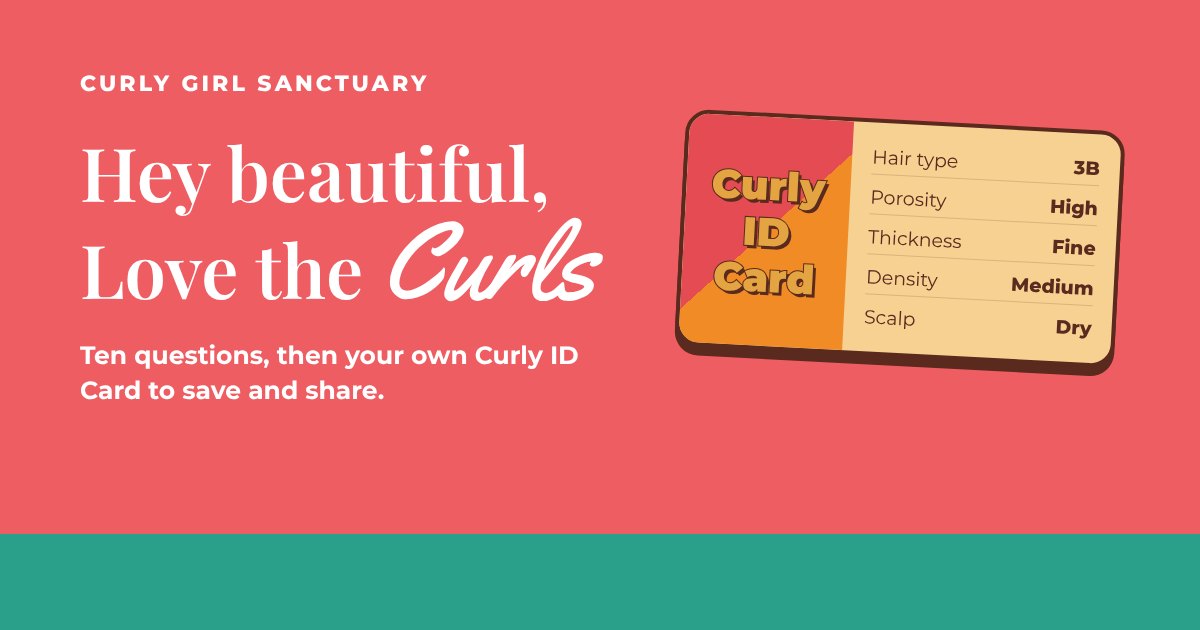 CURLY GIRL SANCTUARY
Hey beautiful,
Love the Curls
Ten questions, then your own Curly ID
Card to save and share.
Curly
ID
Card
Hair type 3B
Porosity High
Thickness Fine
Density Medium
Scalp Dry